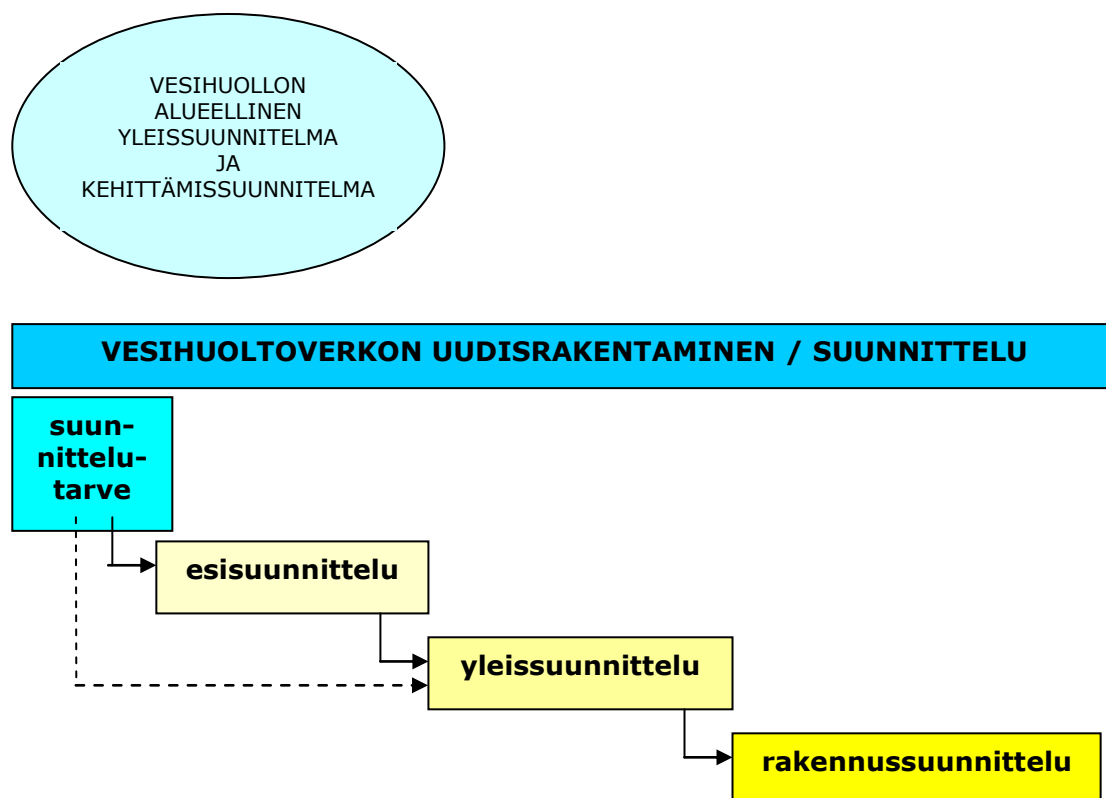 VESIHUOLLON
ALUEELLINEN
YLEISSUUNNITELMA
JA
KEHITTÄMISSUUNNITELMA
VESIHUOLTOVERKON UUDISRAKENTAMINEN / SUUNNITTELU
suun-
nittelu-
tarve
esisuunnittelu
yleissuunnittelu
rakennussuunnittelu